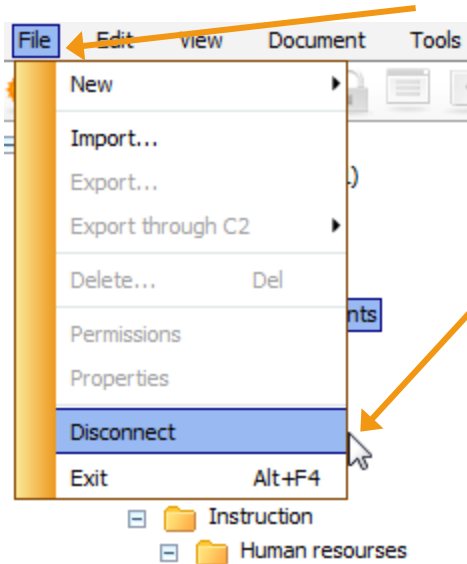 File Edit View Document Tools
New
Import...
Export...
)
Export through C2
Delete... Del
nts
Permissions
Properties
Disconnect
Exit Alt+F4
Instruction
Human resourses